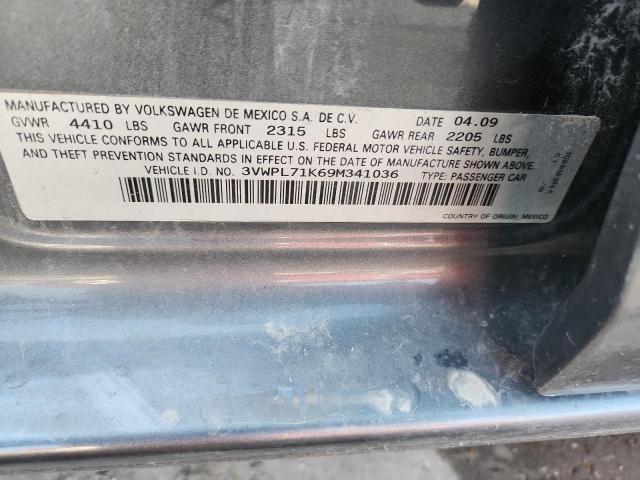 MANUFACTURED BY VOLKSWAGEN DE MEXICO S.A. DE C.V. DATE 04.09
GVWR 4410 LBS GAWR FRONT 2315 LBS GAWR REAR 2205 LBS
THIS VEHICLE CONFORMS TO ALL APPLICABLE U.S. FEDERAL MOTOR VEHICLE SAFETY, BUMPER,
AND THEFT PREVENTION STANDARDS IN EFFECT ON THE DATE OF MANUFACTURE SHOWN ABOVE.
VEHICLE I.D. NO. 3VWPL71K69M341036 TYPE: PASSENGER CAR
COUNTRY OF ORIGIN: MEXICO